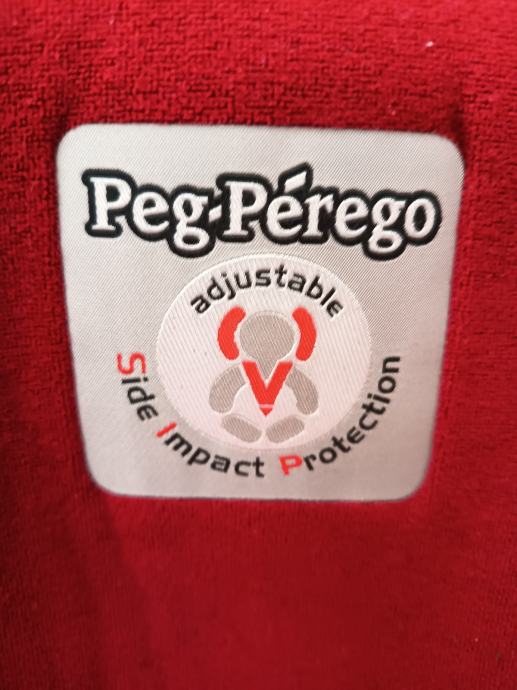 Peg-Pérego
adjustable
Side Impact Protection